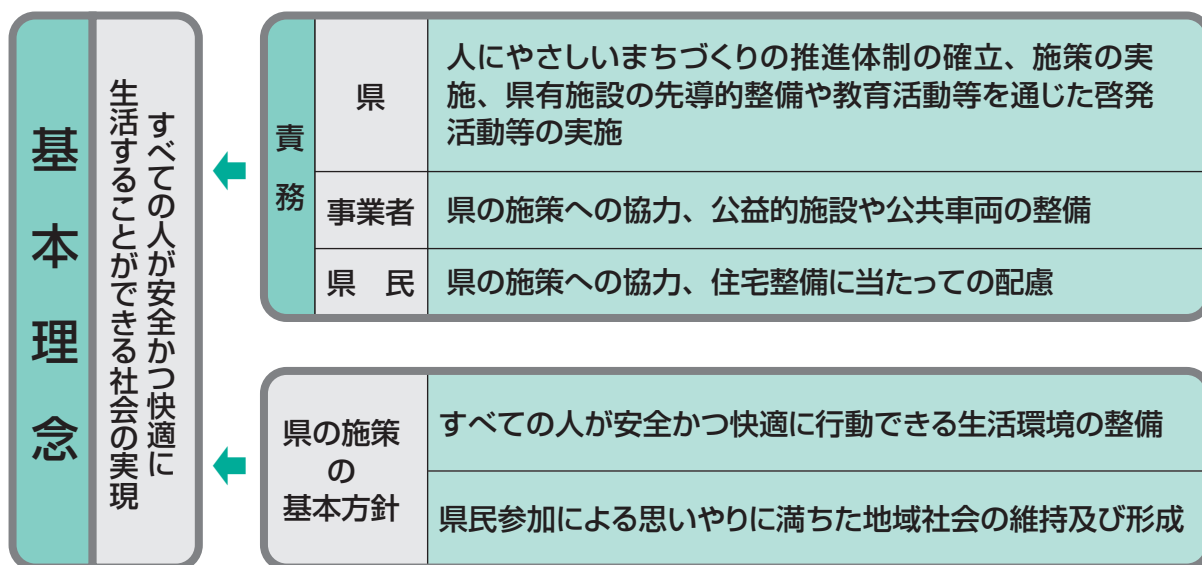 基本理念
すべての人が安全かつ快適に
生活することができる社会の実現
責務
県
人にやさしいまちづくりの推進体制の確立、施策の実
施、県有施設の先導的整備や教育活動等を通じた啓発
活動等の実施
事業者
県の施策への協力、公益的施設や公共車両の整備
県　民
県の施策への協力、住宅整備に当たっての配慮
県の施策
の
基本方針
すべての人が安全かつ快適に行動できる生活環境の整備
県民参加による思いやりに満ちた地域社会の維持及び形成